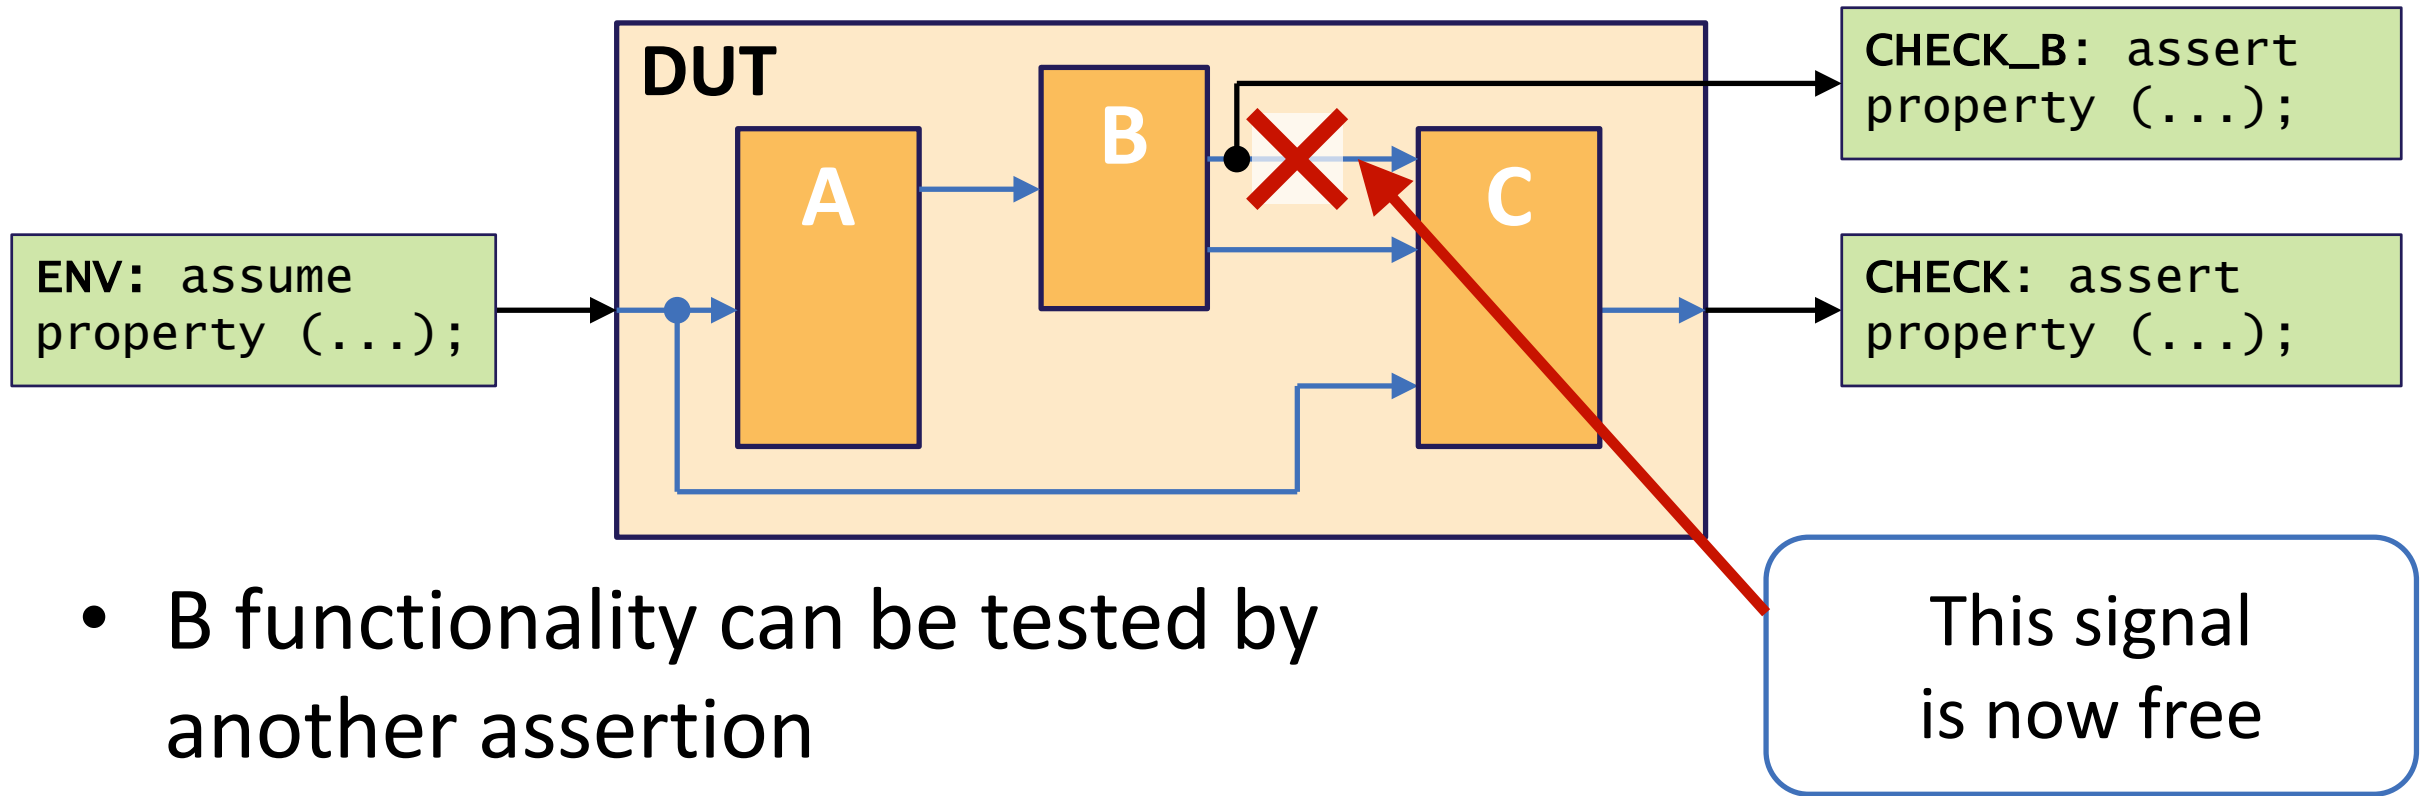 DUT
CHECK_B: assert
property (...);
B
A
C
ENV: assume
property (...);
CHECK: assert
property (...);
• B functionality can be tested by
another assertion
This signal
is now free